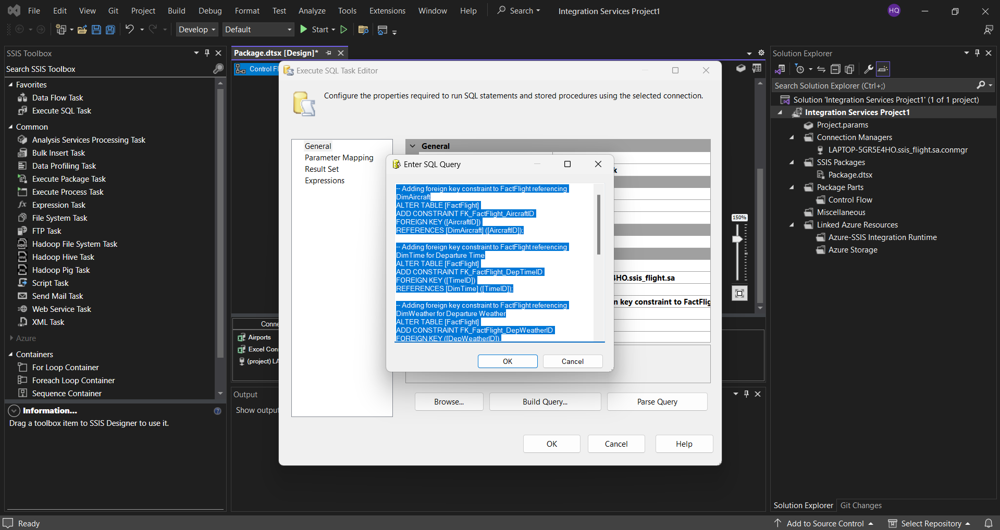 File Edit View Git Project Build Debug Format Test Analyze Tools Extensions Window Help Search Integration Services Project1 HQ
Develop Default Start
SSIS Toolbox
Search SSIS Toolbox
Favorites
Data Flow Task
Execute SQL Task
Common
Analysis Services Processing Task
Bulk Insert Task
Data Profiling Task
Execute Package Task
Execute Process Task
Expression Task
File System Task
FTP Task
Hadoop File System Task
Hadoop Hive Task
Hadoop Pig Task
Script Task
Send Mail Task
Web Service Task
XML Task
Azure
Containers
For Loop Container
Foreach Loop Container
Sequence Container
Information...
Drag a toolbox item to SSIS Designer to use it.
Package.dtsx [Design]*
Control Fl
Conne
Airports
Excel Con
(project) LA
Output
Show output
150%
Execute SQL Task Editor
Configure the properties required to run SQL statements and stored procedures using the selected connection.
General
Parameter Mapping
Result Set
Expressions
General
k
4HO.ssis_flight.sa
n key constraint to FactFlig
Browse... Build Query... Parse Query
OK Cancel Help
Enter SQL Query
-- Adding foreign key constraint to FactFlight referencing
DimAircraft
ALTER TABLE [FactFlight]
ADD CONSTRAINT FK_FactFlight_AircraftID
FOREIGN KEY ([AircraftID])
REFERENCES [DimAircraft] ([AircraftID]);
-- Adding foreign key constraint to FactFlight referencing
DimTime for Departure Time
ALTER TABLE [FactFlight]
ADD CONSTRAINT FK_FactFlight_DepTimeID
FOREIGN KEY ([TimeID])
REFERENCES [DimTime] ([TimeID]);
-- Adding foreign key constraint to FactFlight referencing
DimWeather for Departure Weather
ALTER TABLE [FactFlight]
ADD CONSTRAINT FK_FactFlight_DepWeatherID
FOREIGN KEY ([DepWeatherID])
OK Cancel
Solution Explorer
Search Solution Explorer (Ctrl+;)
Solution 'Integration Services Project1' (1 of 1 project)
Integration Services Project1
Project.params
Connection Managers
LAPTOP-5GR5E4HO.ssis_flight.sa.conmgr
SSIS Packages
Package.dtsx
Package Parts
Control Flow
Miscellaneous
Linked Azure Resources
Azure-SSIS Integration Runtime
Azure Storage
Solution Explorer Git Changes
Ready Add to Source Control Select Repository